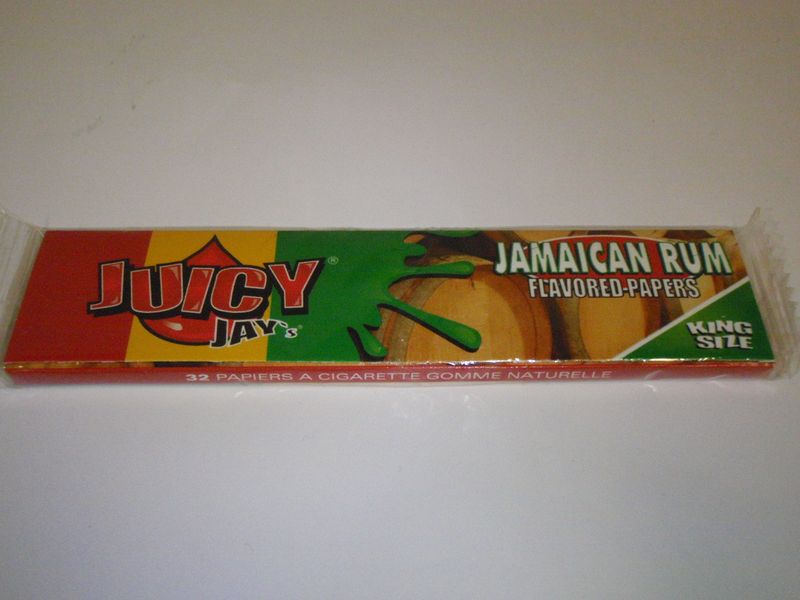 JUICY®
JAY's®
JAMAICAN RUM
FLAVORED-PAPERS
KING
SIZE
32 PAPIERS A CIGARETTE GOMME NATURELLE